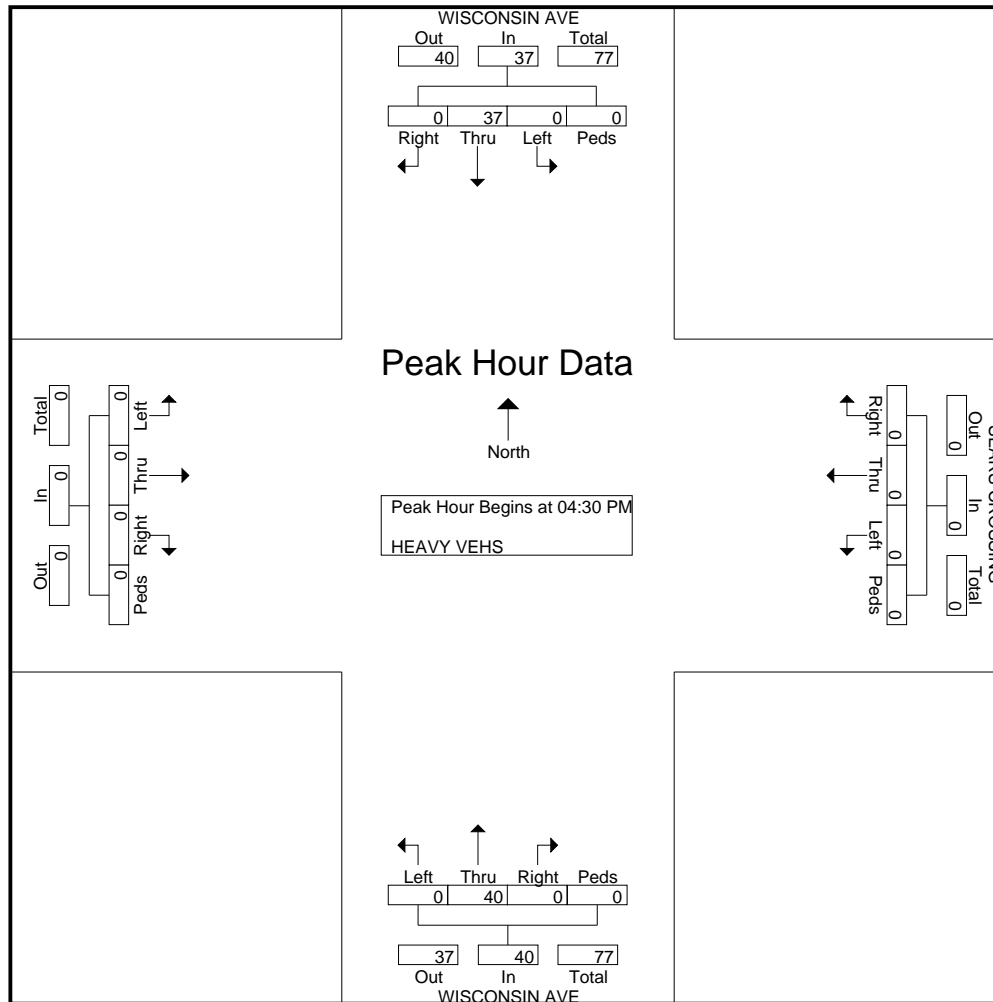 WISCONSIN AVE
Out In Total
40 37 77
0 37 0 0
Right Thru Left Peds
Peak Hour Data
North
Peak Hour Begins at 04:30 PM
HEAVY VEHS
Total In Out
0 0 0
0 0 0 0
Left Thru Right Peds
Right Thru Left Peds
0 0 0 0
Out In Total
0 0 0
Left Thru Right Peds
0 40 0 0
37 40 77
Out In Total
WISCONSIN AVE